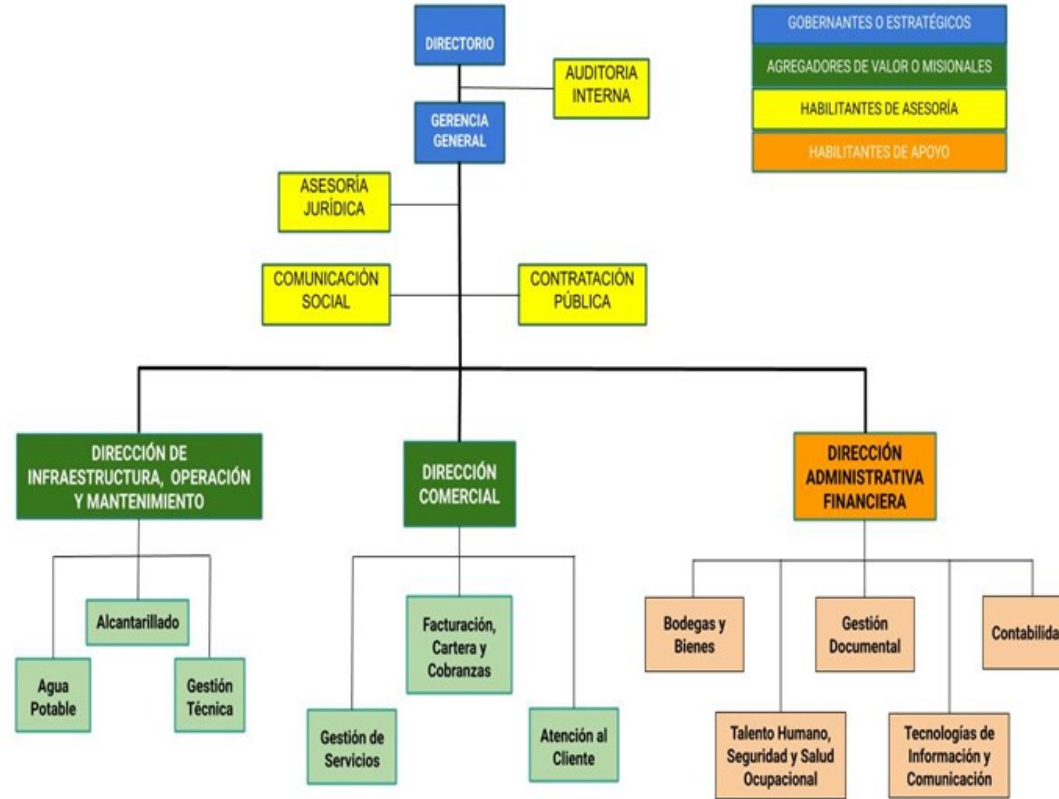 DIRECTORIO
AUDITORIA
INTERNA
GERENCIA
GENERAL
GOBERNANTES O ESTRATÉGICOS
AGREGADORES DE VALOR O MISIONALES
HABILITANTES DE ASESORÍA
HABILITANTES DE APOYO
ASESORÍA
JURÍDICA
COMUNICACIÓN
SOCIAL
CONTRATACIÓN
PÚBLICA
DIRECCIÓN DE
INFRAESTRUCTURA, OPERACIÓN
Y MANTENIMIENTO
DIRECCIÓN
COMERCIAL
DIRECCIÓN
ADMINISTRATIVA
FINANCIERA
Alcantarillado
Agua
Potable
Gestión
Técnica
Facturación,
Cartera y
Cobranzas
Gestión de
Servicios
Atención al
Cliente
Bodegas y
Bienes
Gestión
Documental
Contabilida
Talento Humano,
Seguridad y Salud
Ocupacional
Tecnologías de
Información y
Comunicación